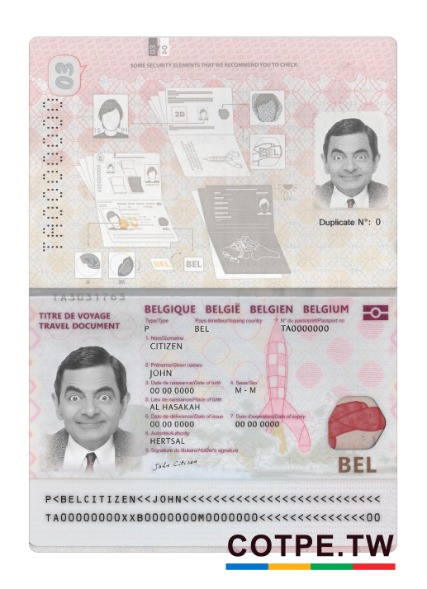 03
03
50
SOME SECURITY ELEMENTS THAT WE RECOMMEND YOU TO CHECK.
TA0000000
2B
BEL
BEL
BEL
Duplicate N°: 0
TA3031763
TITRE DE VOYAGE
TRAVEL DOCUMENT
BELGIQUE BELGIË BELGIEN BELGIUM
Type/Type
Pays émetteur/Issuing country
N° du passeport/Passport no
P
BEL
TA0000000
1. Nom/Surname
CITIZEN
2. Prénoms/Given names
JOHN
3. Date de naissance/Date of birth
4. Sexe/Sex
00 00 0000
M - M
5. Lieu de naissance/Place of birth
AL HASAKAH
6. Date de délivrance/Date of issue
7. Date d'expiration/Date of expiry
00 00 0000
00 00 0000
8. Autorité/Authority
HERTSAL
9. Signature du titulaire/Holder's signature
John Citizen
BEL
P<BELCITIZEN<<JOHN<<<<<<<<<<<<<<<<<<<<<<<<<<
TA00000000XXB0000000M0000000<<<<<<<<<<<<<<00
COTPE.TW